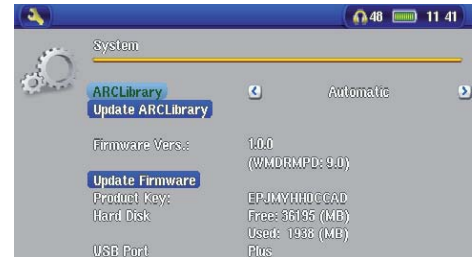 48 11 41
System
ARCLibrary Automatic
Update ARCLibrary
Firmware Vers.: 1.0.0
(WMDRMPD: 9.0)
Update Firmware
Product Key: EPJMYHH0CCAD
Hard Disk Free: 36195 (MB)
Used: 1938 (MB)
USB Port Plus